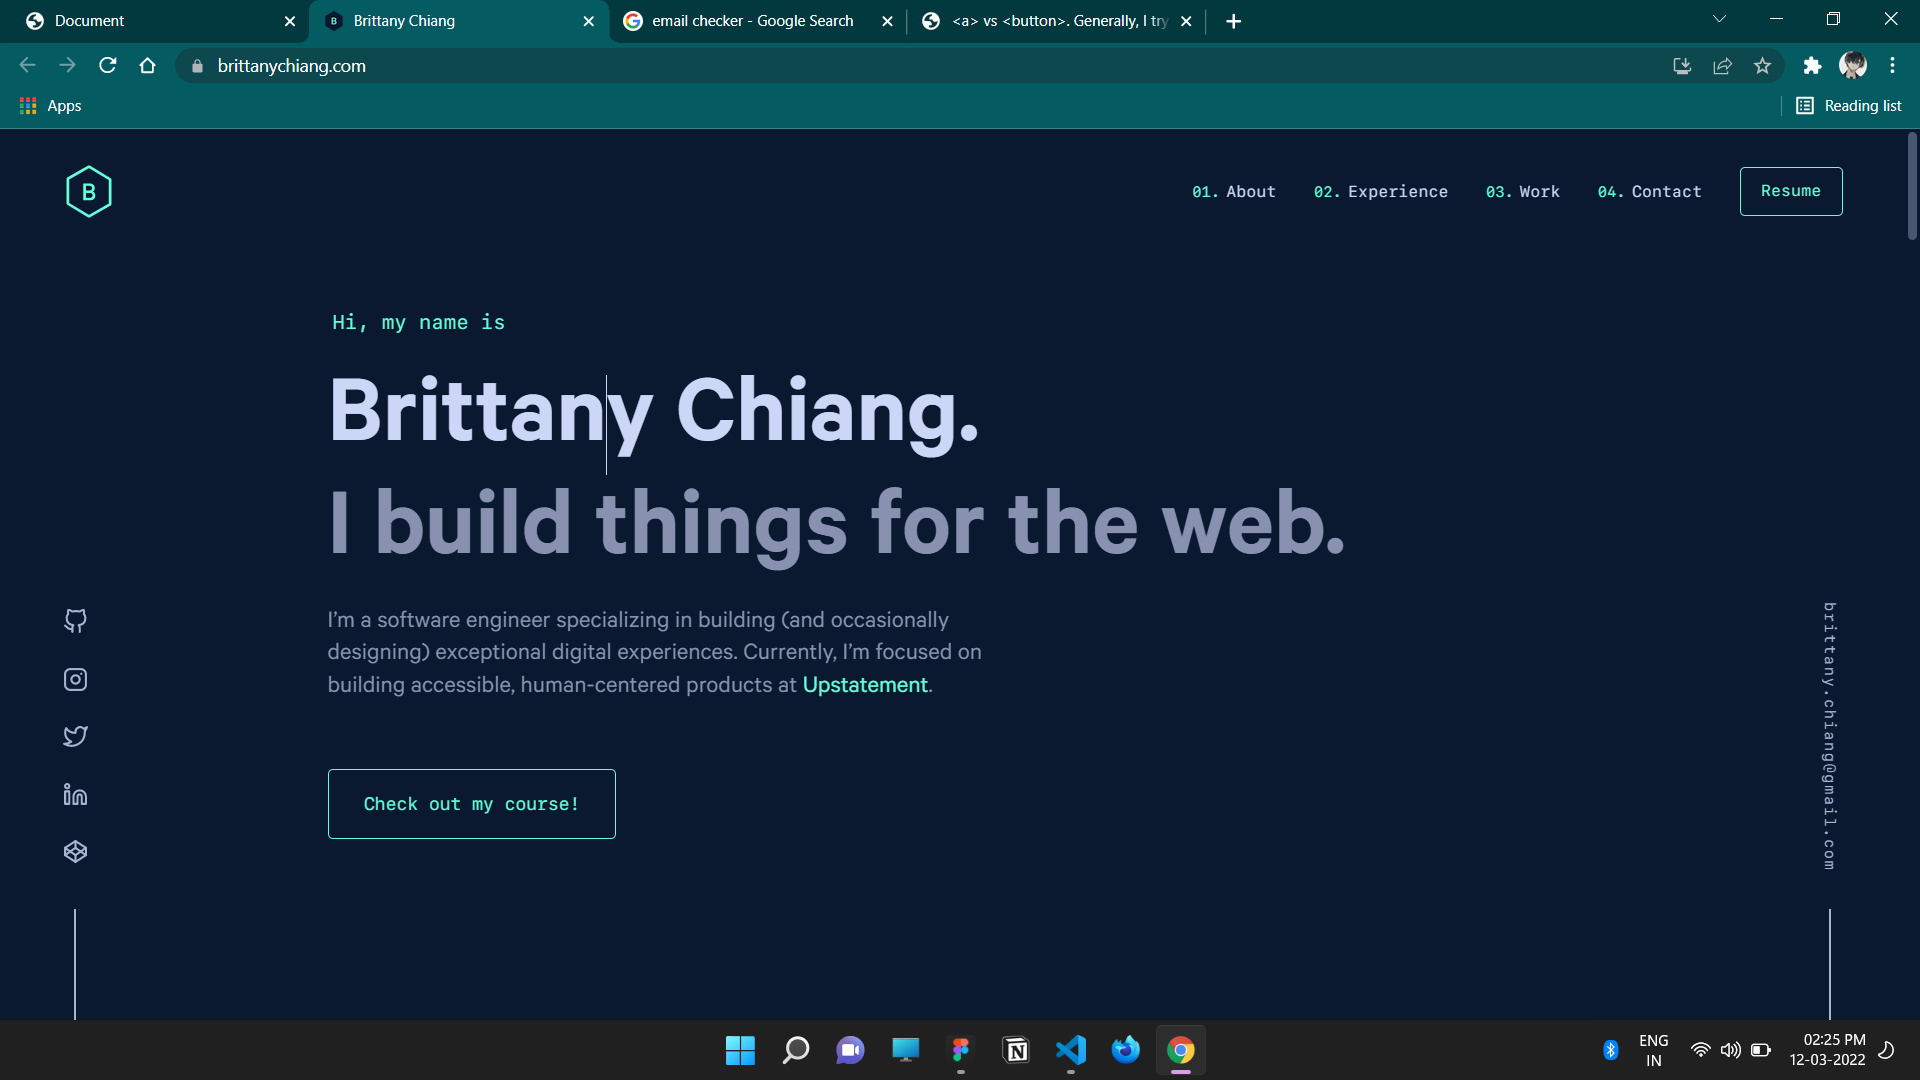 Document
Brittany Chiang
email checker - Google Search
<a> vs <button>. Generally, I try
brittanychiang.com
Apps
Reading list
B
01. About
02. Experience
03. Work
04. Contact
Resume
Hi, my name is
Brittany Chiang.
I build things for the web.
I'm a software engineer specializing in building (and occasionally
designing) exceptional digital experiences. Currently, I'm focused on
building accessible, human-centered products at Upstatement.
Check out my course!
brittany.chiang@gmail.com
ENG
IN
02:25 PM
12-03-2022